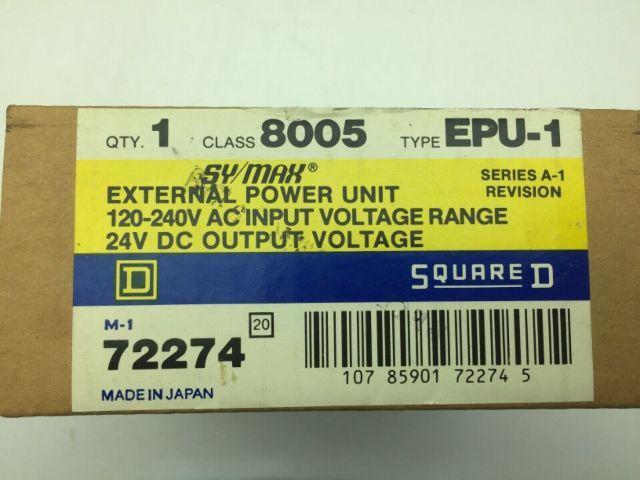 QTY. 1 CLASS 8005 TYPE EPU-1
SY/MAX®
EXTERNAL POWER UNIT
120-240V AC INPUT VOLTAGE RANGE
24V DC OUTPUT VOLTAGE
SERIES A-1
REVISION
D
SQUARE D
M-1
72274 20
MADE IN JAPAN
107 85901 72274 5